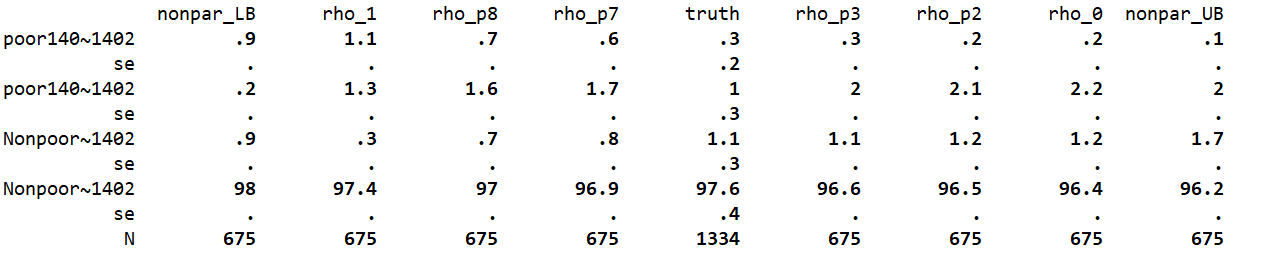 nonpar_LB rho_1 rho_p8 rho_p7 truth rho_p3 rho_p2 rho_0 nonpar_UB
poor140~1402 .9 1.1 .7 .6 .3 .3 .2 .2 .1
se . . . . .2 . . . .
poor140~1402 .2 1.3 1.6 1.7 1 2 2.1 2.2 2
se . . . . .3 . . . .
Nonpoor~1402 .9 .3 .7 .8 1.1 1.1 1.2 1.2 1.7
se . . . . .3 . . . .
Nonpoor~1402 98 97.4 97 96.9 97.6 96.6 96.5 96.4 96.2
se . . . . .4 . . . .
N 675 675 675 675 1334 675 675 675 675